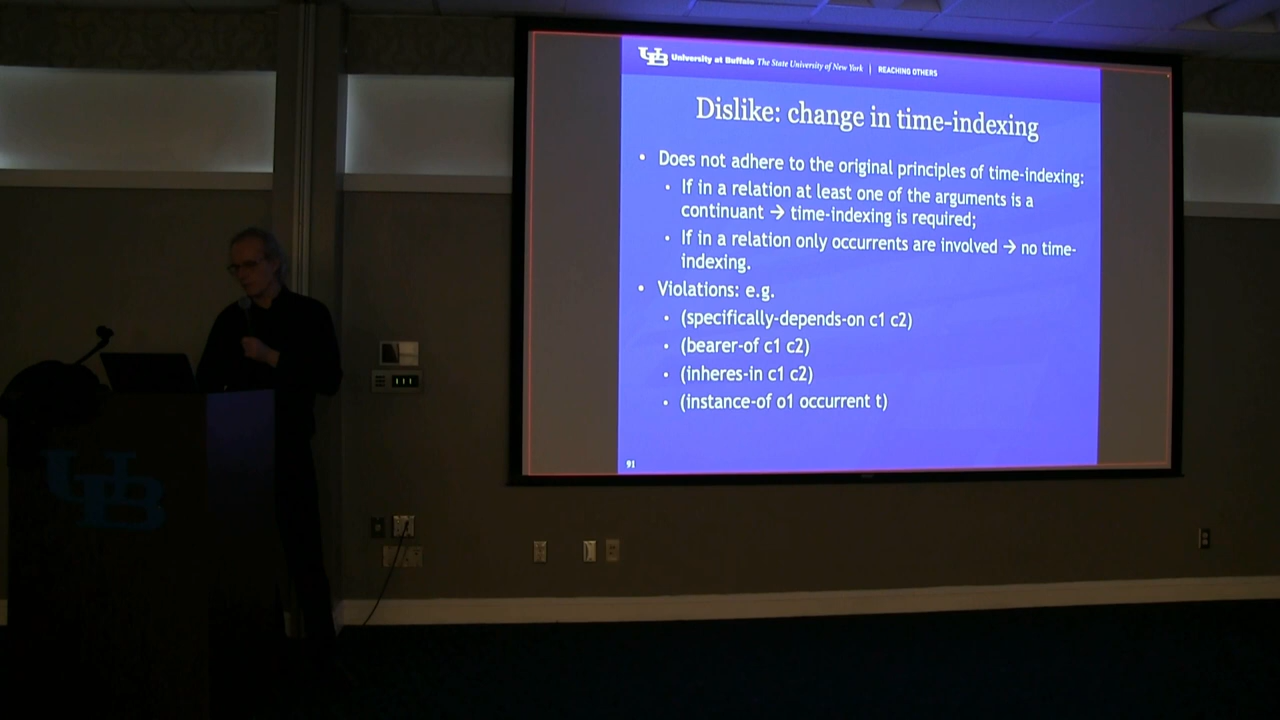 UB University at Buffalo The State University of New York | REACHING OTHERS
Dislike: change in time-indexing
• Does not adhere to the original principles of time-indexing:
• If in a relation at least one of the arguments is a
continuant → time-indexing is required;
• If in a relation only occurrents are involved → no time-
indexing.
• Violations: e.g.
• (specifically-depends-on c1 c2)
• (bearer-of c1 c2)
• (inheres-in c1 c2)
• (instance-of o1 occurrent t)
91
UB